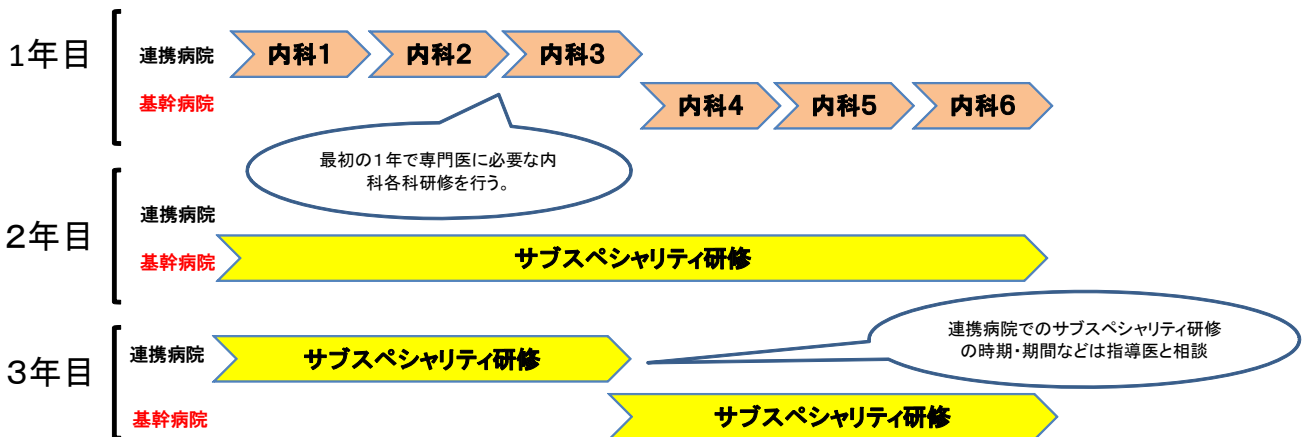 1年目
連携病院
内科1
内科2
内科3
基幹病院
内科4
内科5
内科6
最初の1年で専門医に必要な内
科各科研修を行う。
2年目
連携病院
基幹病院
サブスペシャリティ研修
3年目
連携病院
サブスペシャリティ研修
連携病院でのサブスペシャリティ研修
の時期・期間などは指導医と相談
基幹病院
サブスペシャリティ研修